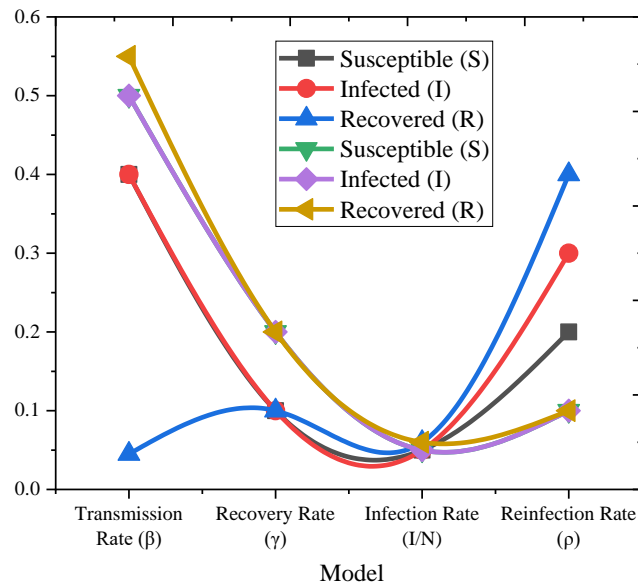 0.6
0.5
0.4
0.3
0.2
0.1
0.0
Susceptible (S)
Infected (I)
Recovered (R)
Susceptible (S)
Infected (I)
Recovered (R)
Transmission
Rate (β)
Recovery Rate
(γ)
Infection Rate
(I/N)
Reinfection Rate
(ρ)
Model